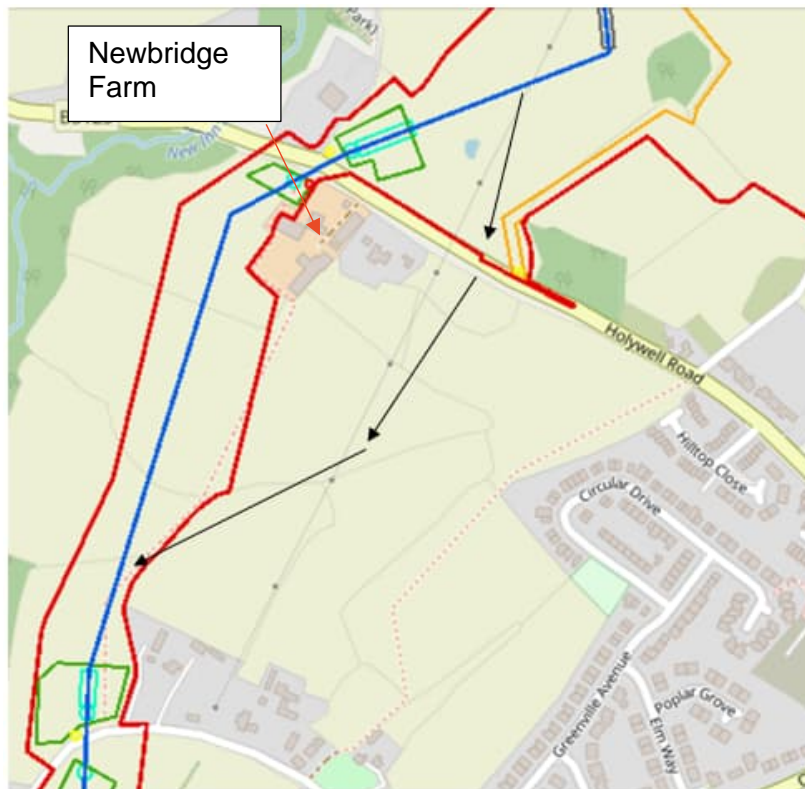 Park)
Newbridge
Farm
New Inn
Holywell Road
Hilltop Close
Circular Drive
Greenville Avenue
Poplar Grove
Elm Way